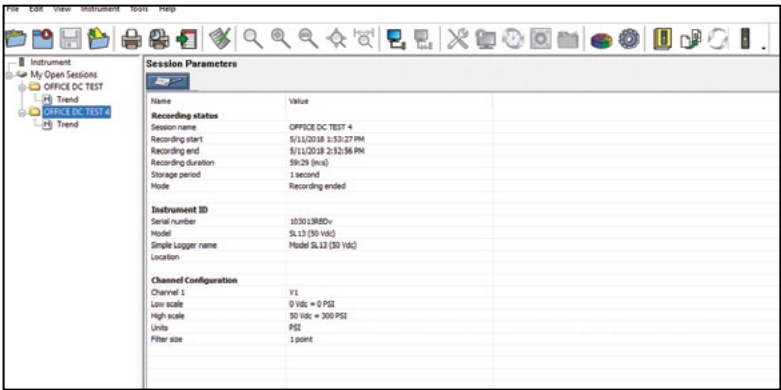 File Edit View Instrument Tools Help
Instrument
My Open Sessions
OFFICE DC TEST
Trend
OFFICE DC TEST 4
Trend
Session Parameters
Name Value
Recording status
Session name OFFICE DC TEST 4
Recording start 5/11/2018 1:53:27 PM
Recording end 5/11/2018 2:52:56 PM
Recording duration 59:29 (m:s)
Storage period 1 second
Mode Recording ended
Instrument ID
Serial number 103013RBDv
Model SL13 (50 Vdc)
Simple Logger name Model SL13 (50 Vdc)
Location
Channel Configuration
Channel 1 V1
Low scale 0 Vdc = 0 PSI
High scale 50 Vdc = 300 PSI
Units PSI
Filter size 1 point